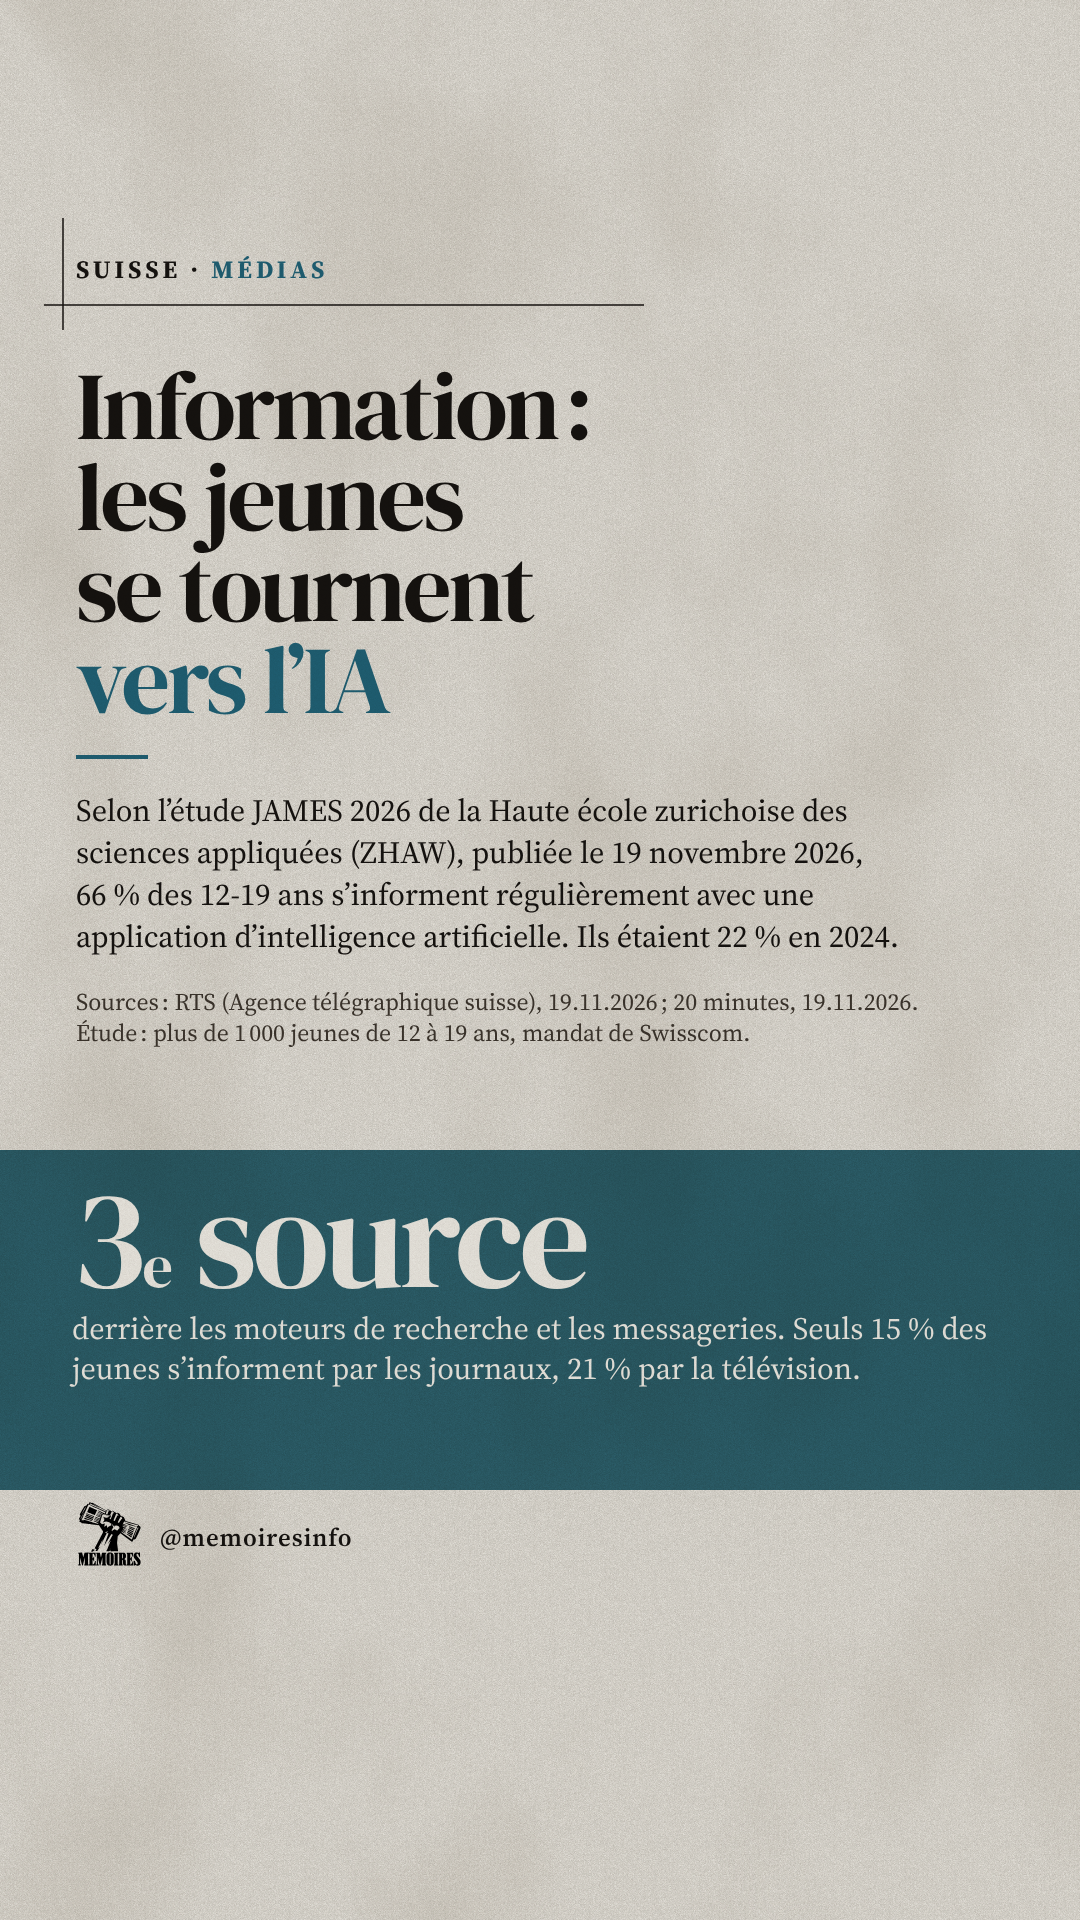 SUISSE · MÉDIAS
Information :
les jeunes
se tournent
vers l’IA
Selon l’étude JAMES 2026 de la Haute école zurichoise des
sciences appliquées (ZHAW), publiée le 19 novembre 2026,
66 % des 12-19 ans s’informent régulièrement avec une
application d’intelligence artificielle. Ils étaient 22 % en 2024.
Sources : RTS (Agence télégraphique suisse), 19.11.2026 ; 20 minutes, 19.11.2026.
Étude : plus de 1 000 jeunes de 12 à 19 ans, mandat de Swisscom.
3e source
derrière les moteurs de recherche et les messageries. Seuls 15 % des
jeunes s’informent par les journaux, 21 % par la télévision.
MÉMOIRES
@memoiresinfo